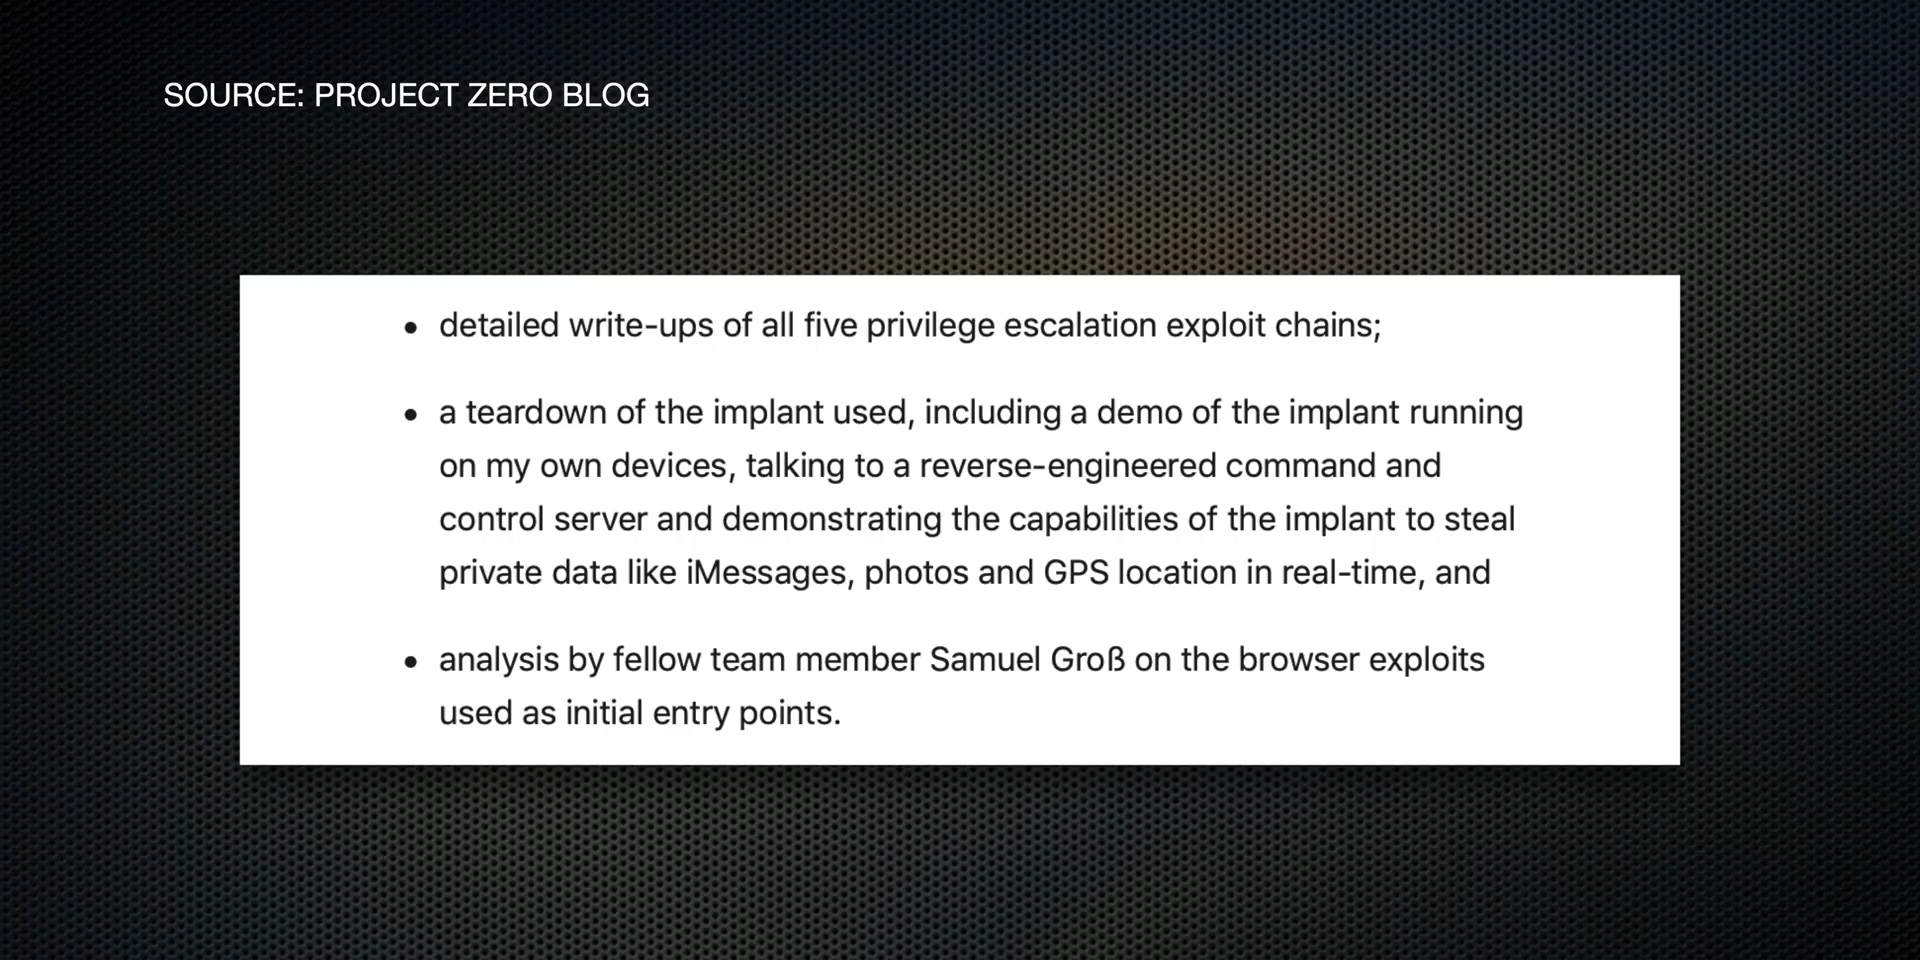 SOURCE: PROJECT ZERO BLOG
• detailed write-ups of all five privilege escalation exploit chains;
• a teardown of the implant used, including a demo of the implant running
on my own devices, talking to a reverse-engineered command and
control server and demonstrating the capabilities of the implant to steal
private data like iMessages, photos and GPS location in real-time, and
• analysis by fellow team member Samuel Groß on the browser exploits
used as initial entry points.